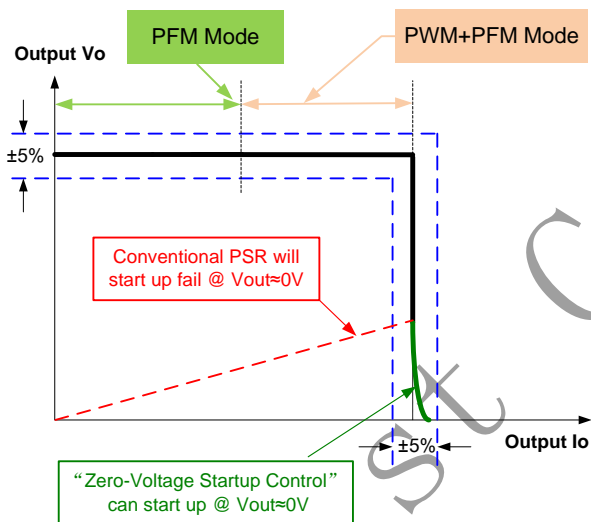 PFM Mode
PWM+PFM Mode
Output Vo
±5%
Conventional PSR will
start up fail @ Vout≈0V
Output Io
±5%
“Zero-Voltage Startup Control”
can start up @ Vout≈0V
st C